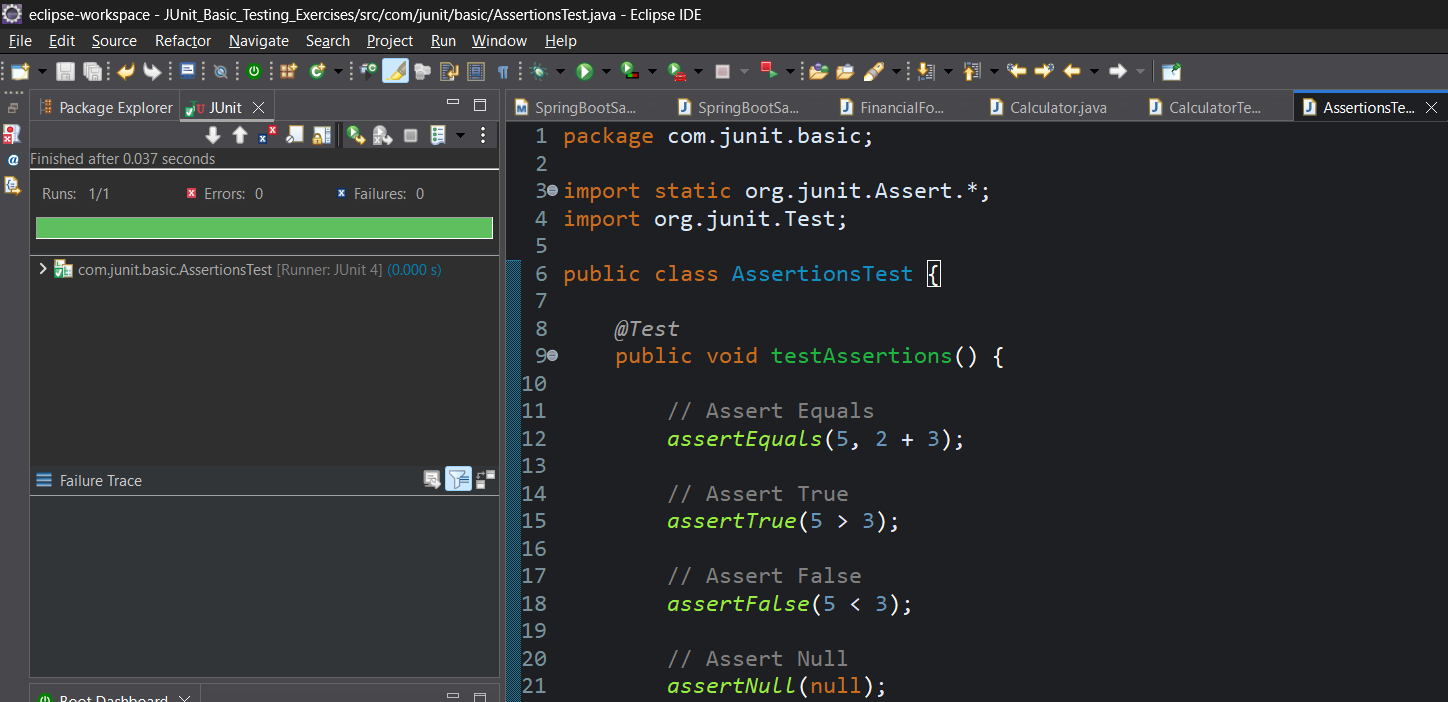 eclipse-workspace - JUnit_Basic_Testing_Exercises/src/com/junit/basic/AssertionsTest.java - Eclipse IDE
File Edit Source Refactor Navigate Search Project Run Window Help
Package Explorer JUnit
Finished after 0.037 seconds
Runs: 1/1 Errors: 0 Failures: 0
com.junit.basic.AssertionsTest [Runner: JUnit 4] (0.000 s)
Failure Trace
Boot Dashboard
SpringBootSa... SpringBootSa... FinancialFo... Calculator.java CalculatorTe... AssertionsTe...
1 package com.junit.basic;
2
3 import static org.junit.Assert.*;
4 import org.junit.Test;
5
6 public class AssertionsTest {
7
8 @Test
9 public void testAssertions() {
10
11 // Assert Equals
12 assertEquals(5, 2 + 3);
13
14 // Assert True
15 assertTrue(5 > 3);
16
17 // Assert False
18 assertFalse(5 < 3);
19
20 // Assert Null
21 assertNull(null);